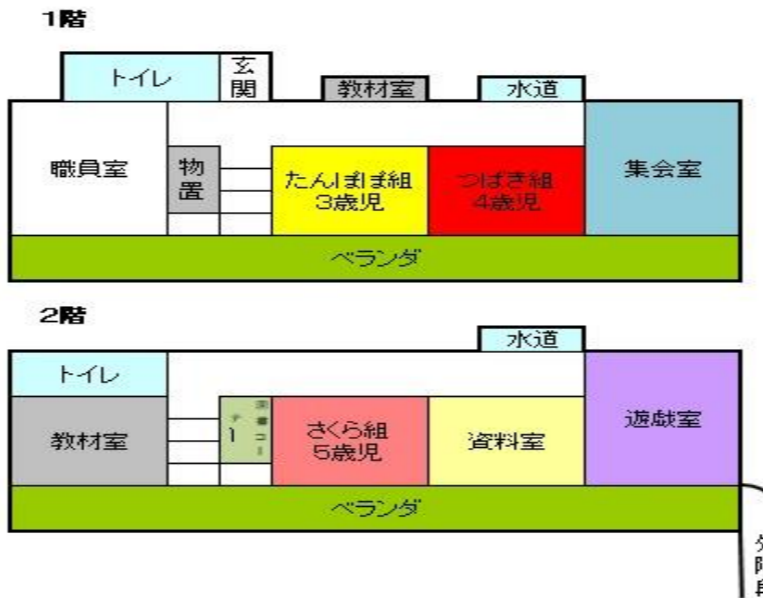 1階
トイレ
玄
関
教材室
水道
職員室
物
置
たんぽぽ組
3歳児
つばき組
4歳児
集会室
ベランダ
2階
水道
トイレ
教材室
さくら組
5歳児
資料室
遊戯室
ベランダ